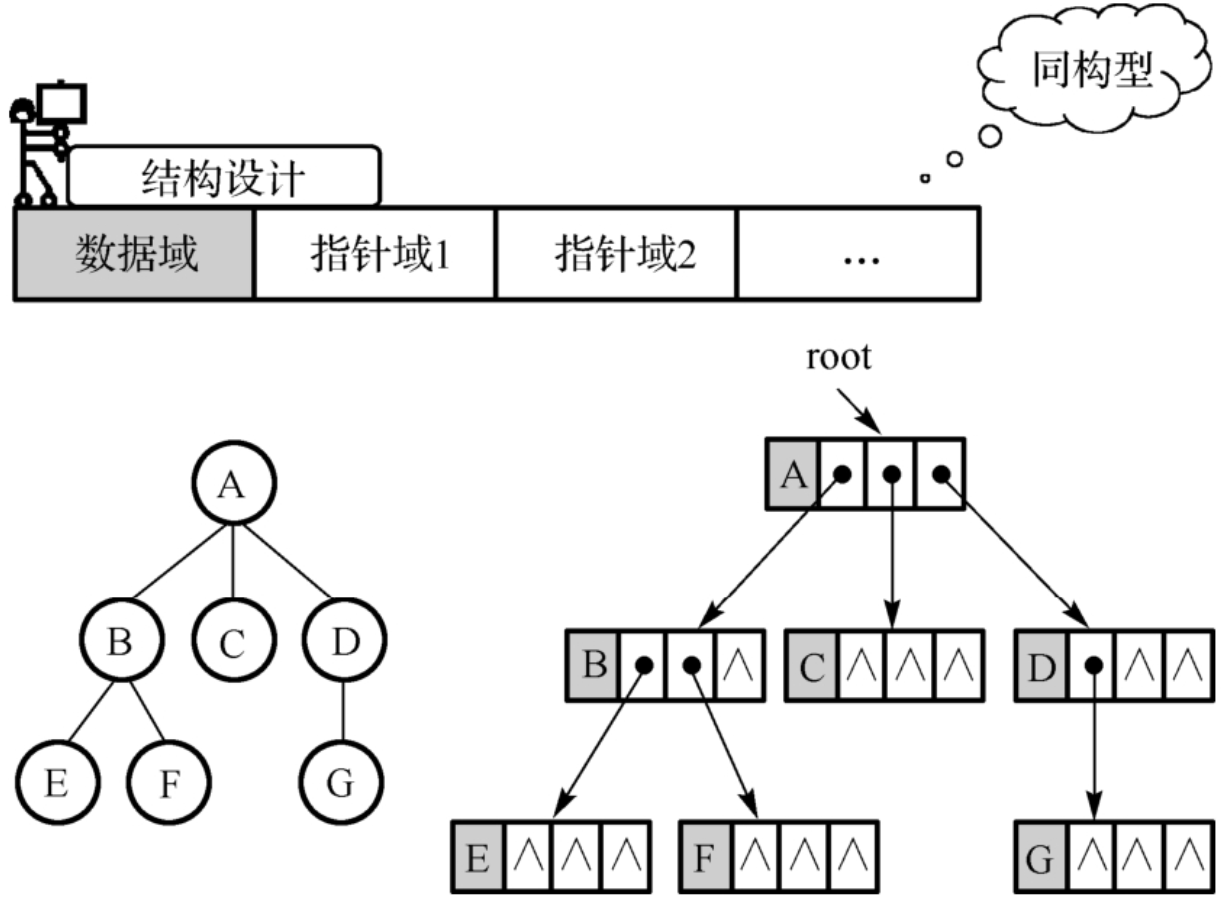 同构型
结构设计
数据域 指针域1 指针域2 …
root
A
B C D
E F G
A
B ∧ C ∧ ∧ ∧ D ∧ ∧
E ∧ ∧ ∧ F ∧ ∧ ∧ G ∧ ∧ ∧